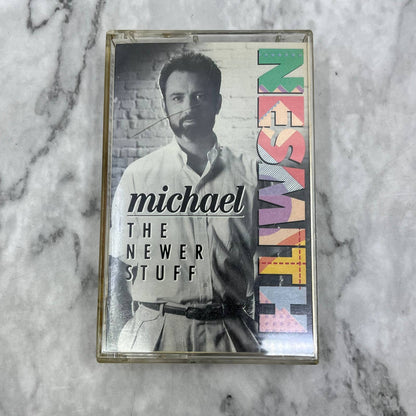 michael
NESMITH
THE
NEWER
STUFF